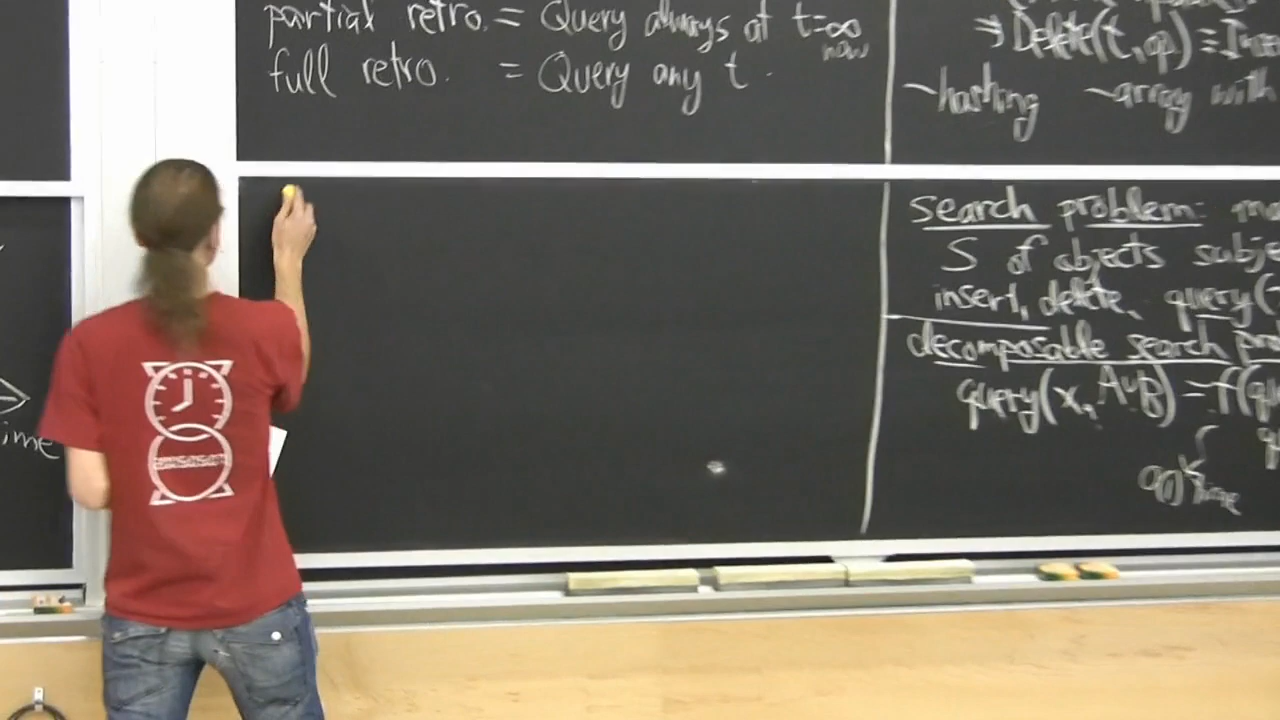 partial retro. = Query always at t=∞
now
full retro. = Query any t.
⇒ Delete(t, op) ≡
~hashing ~array with
search problem:
S of objects
insert, delete, query(
decomposable search
query(x, A∪B) = f(
O(1) time